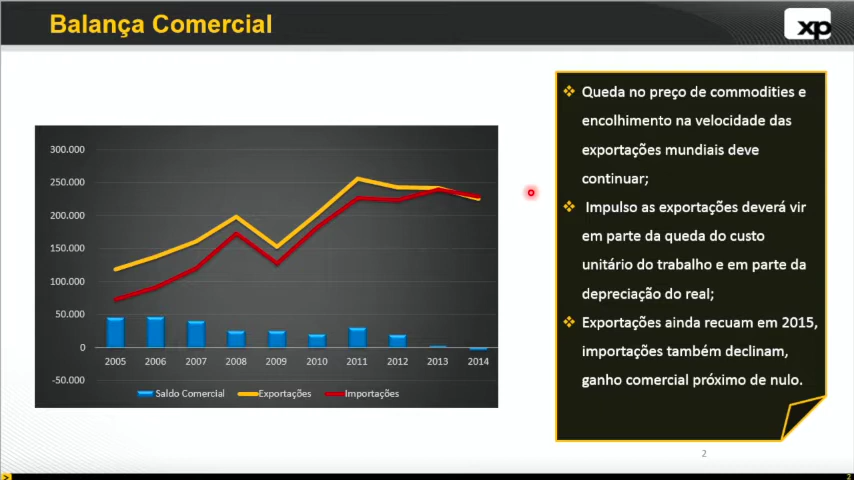 Balança Comercial
xp
300.000
250.000
200.000
150.000
100.000
50.000
0
-50.000
2005 2006 2007 2008 2009 2010 2011 2012 2013 2014
Saldo Comercial Exportações Importações
Queda no preço de commodities e
encolhimento na velocidade das
exportações mundiais deve
continuar;
Impulso as exportações deverá vir
em parte da queda do custo
unitário do trabalho e em parte da
depreciação do real;
Exportações ainda recuam em 2015,
importações também declinam,
ganho comercial próximo de nulo.
2
2